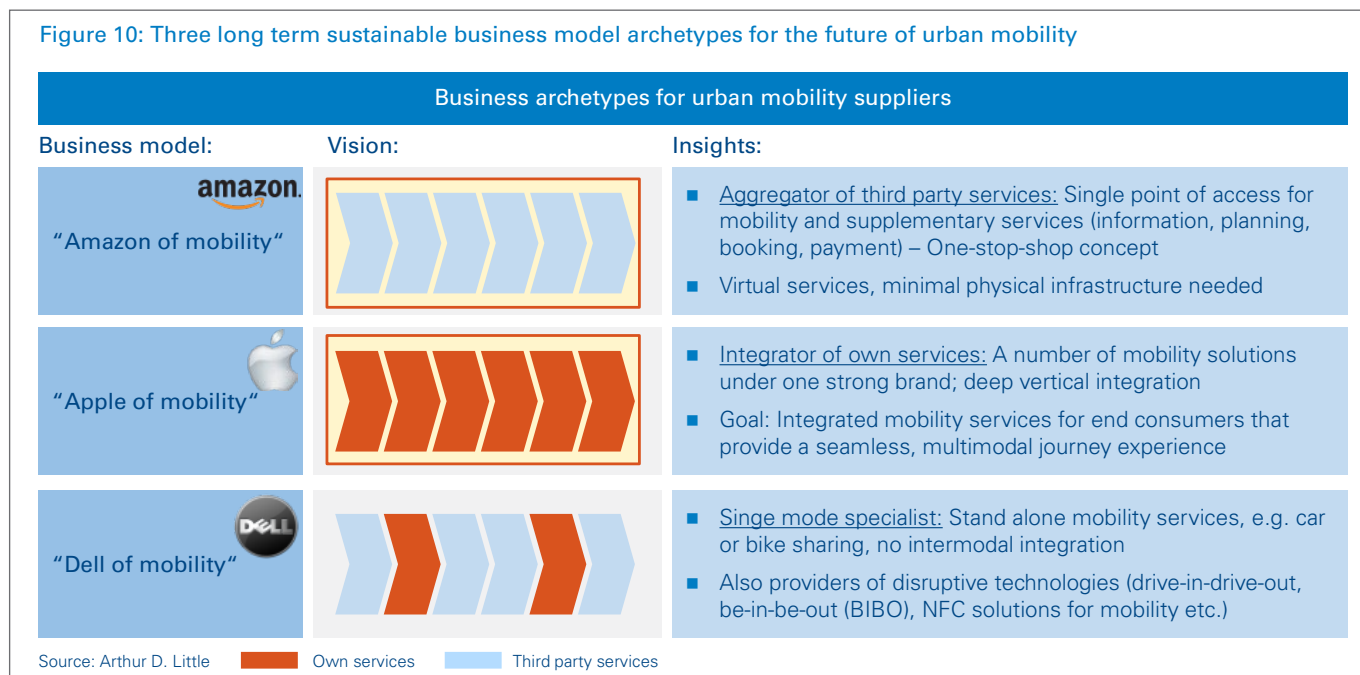 Figure 10: Three long term sustainable business model archetypes for the future of urban mobility
Business archetypes for urban mobility suppliers
Business model:
Vision:
Insights:
amazon.
“Amazon of mobility“
■ Aggregator of third party services: Single point of access for
mobility and supplementary services (information, planning,
booking, payment) – One-stop-shop concept
■ Virtual services, minimal physical infrastructure needed
“Apple of mobility“
■ Integrator of own services: A number of mobility solutions
under one strong brand; deep vertical integration
■ Goal: Integrated mobility services for end consumers that
provide a seamless, multimodal journey experience
DELL
“Dell of mobility“
■ Singe mode specialist: Stand alone mobility services, e.g. car
or bike sharing, no intermodal integration
■ Also providers of disruptive technologies (drive-in-drive-out,
be-in-be-out (BIBO), NFC solutions for mobility etc.)
Source: Arthur D. Little
Own services
Third party services